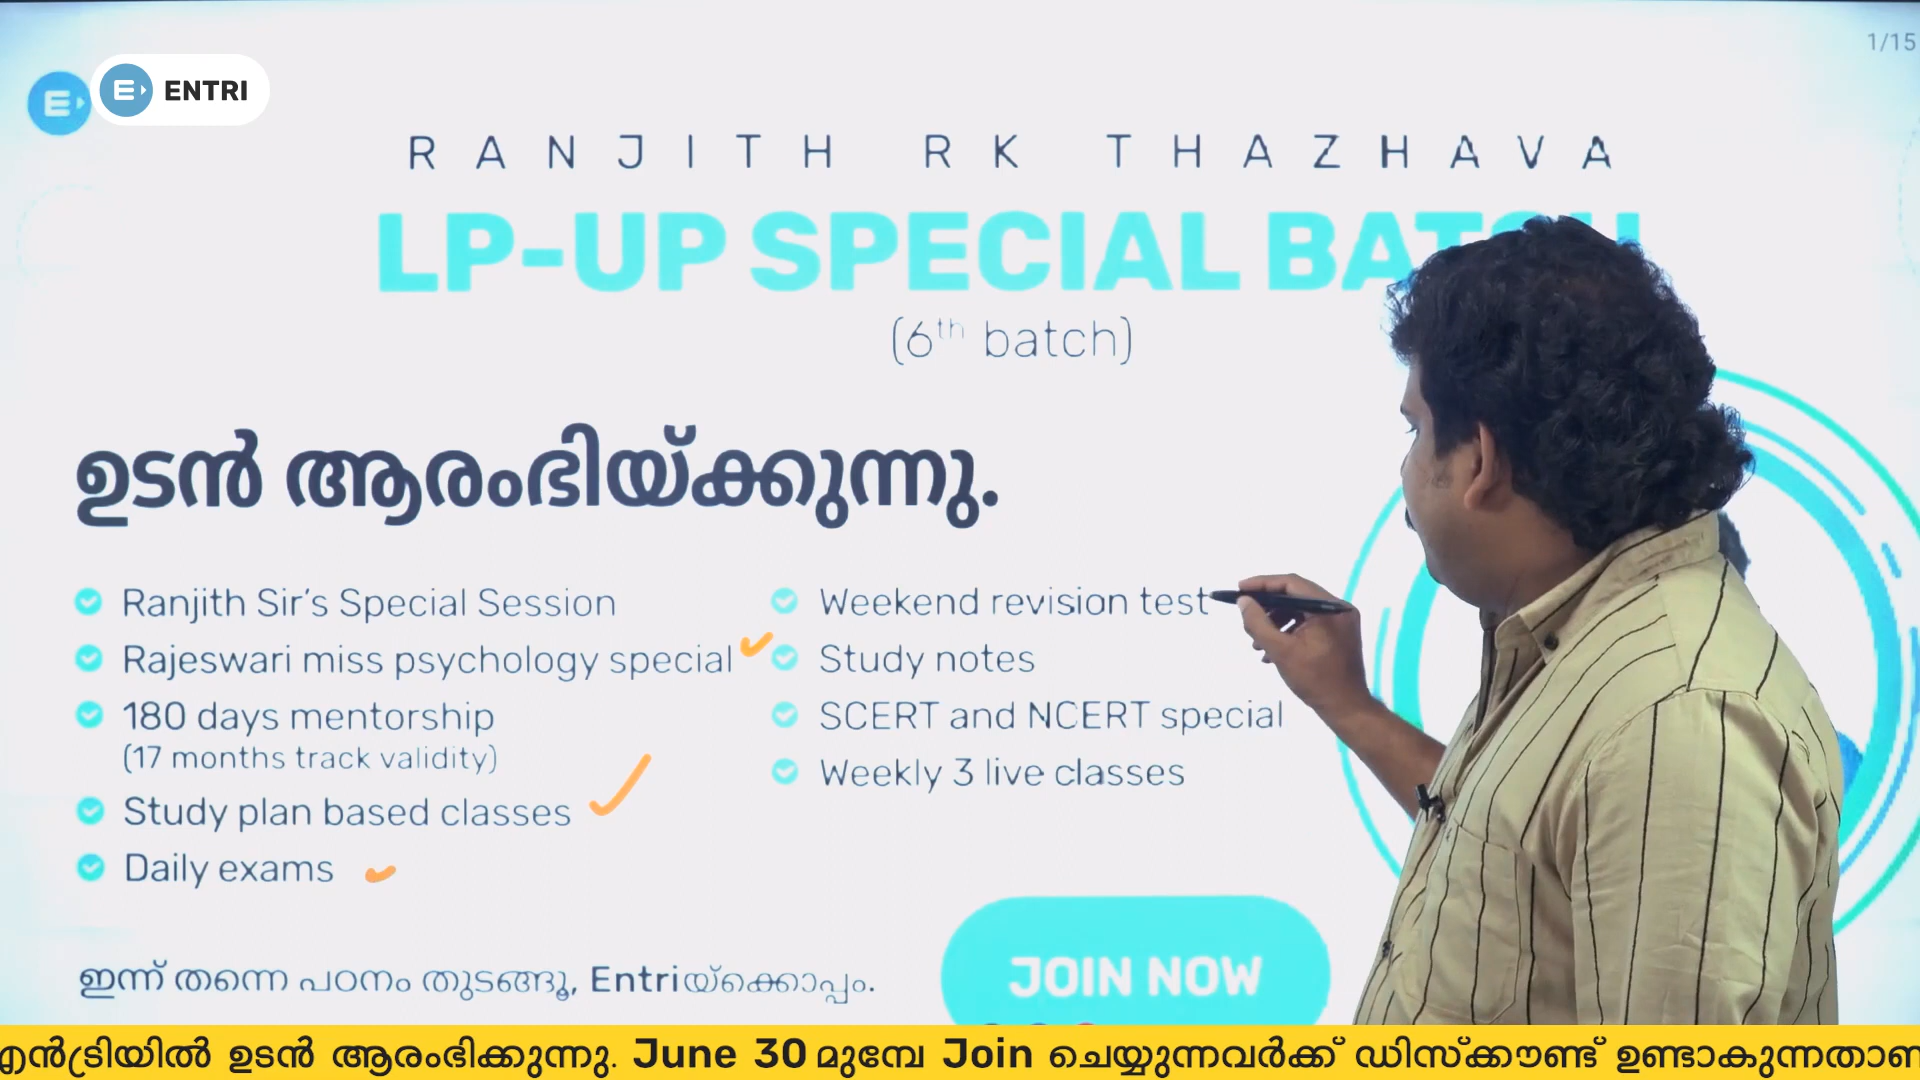 1/15
ENTRI
RANJITH RK THAZHAVA
LP-UP SPECIAL
(6th batch)
ഉടൻ ആരംഭിയ്ക്കുന്നു.
Ranjith Sir's Special Session
Rajeswari miss psychology special
180 days mentorship
(17 months track validity)
Study plan based classes
Daily exams
Weekend revision test
Study notes
SCERT and NCERT special
Weekly 3 live classes
ഇന്ന് തന്നെ പഠനം തുടങ്ങൂ, Entriയ്ക്കൊപ്പം.
JOIN NOW
എൻട്രിയിൽ ഉടൻ ആരംഭിക്കുന്നു. June 30 മുമ്പേ Join ചെയ്യുന്നവർക്ക് ഡിസ്ക്കൗണ്ട്